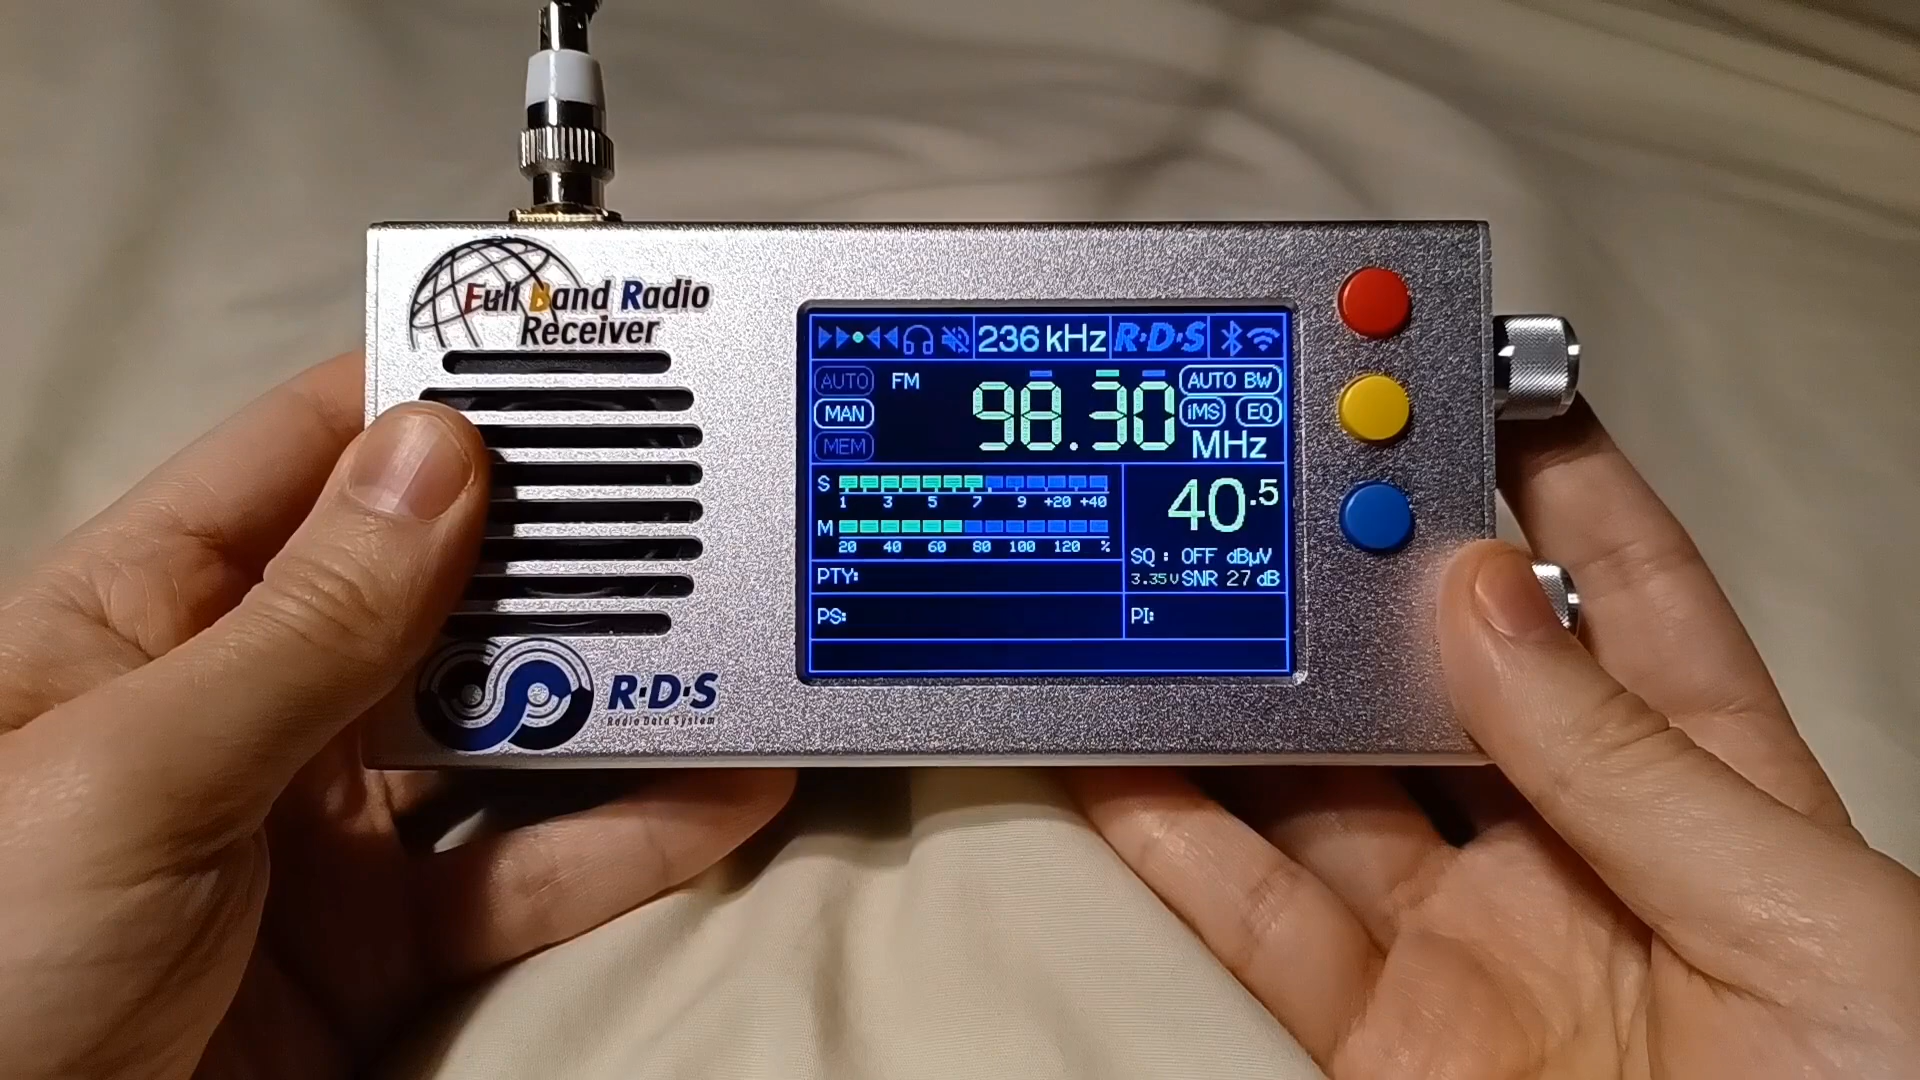 Full Band Radio
Receiver
236 kHz R·D·S
AUTO FM 98.30 AUTO BW
MAN iMS EQ
MEM MHz
S
1 3 5 7 9 +20 +40
40.5
M
20 40 60 80 100 120 %
SQ: OFF dBµV
PTY: 3.35V SNR 27 dB
PS: PI:
R·D·S
Radio Data System